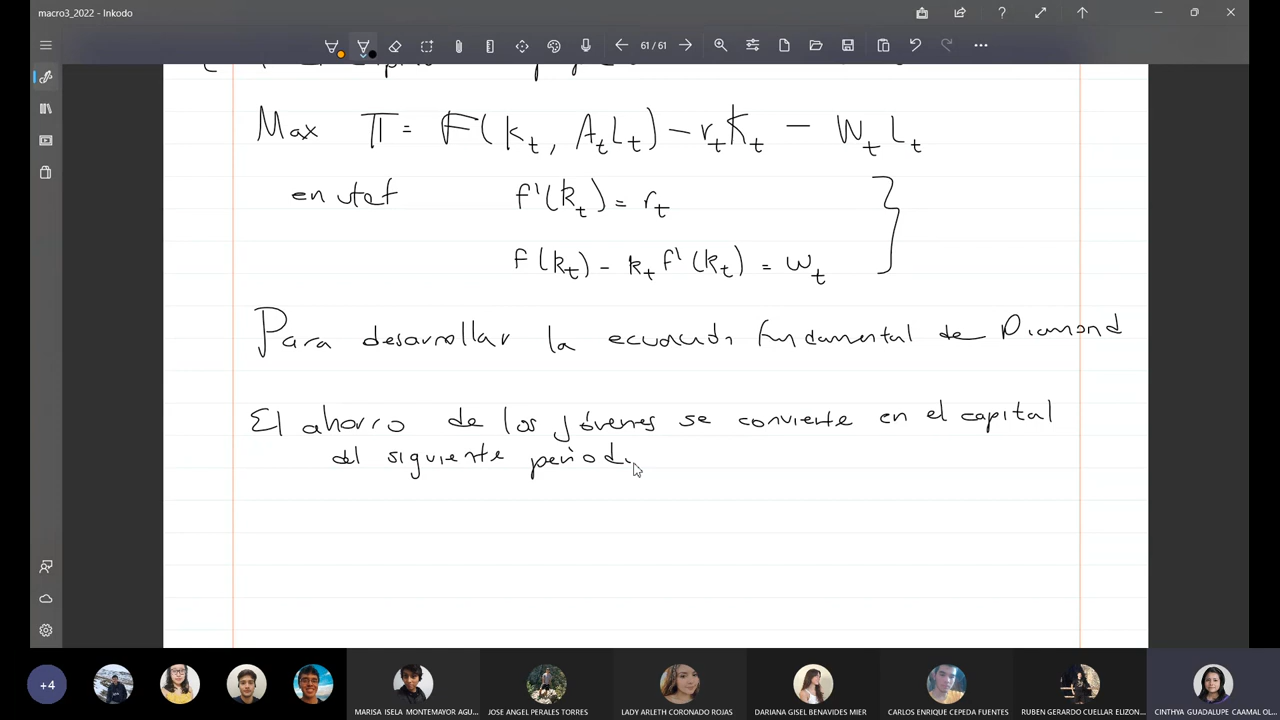 macro3_2022 - Inkodo
61 / 61
Max π = F(k_t, A_t L_t) - r_t K_t - W_t L_t
en utef f'(k_t) = r_t
f(k_t) - k_t f'(k_t) = w_t
Para desarrollar la ecuación fundamental de Diamond
El ahorro de los jóvenes se convierte en el capital
del siguiente period
+4
MARISA ISELA MONTEMAYOR AGU...
JOSE ANGEL PERALES TORRES
LADY ARLETH CORONADO ROJAS
DARIANA GISEL BENAVIDES MIER
CARLOS ENRIQUE CEPEDA FUENTES
RUBEN GERARDO CUELLAR ELIZON...
CINTHYA GUADALUPE CAAMAL OL...